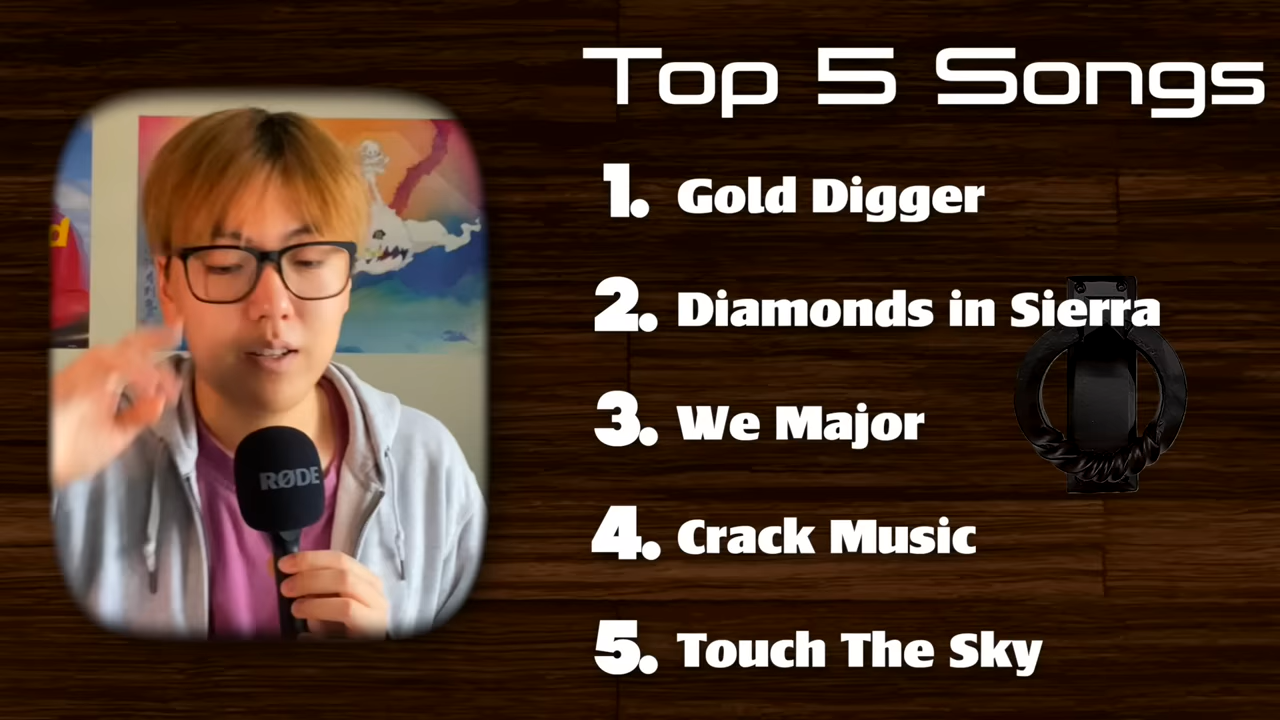 Top 5 Songs
1. Gold Digger
2. Diamonds in Sierra
3. We Major
4. Crack Music
5. Touch The Sky
RØDE